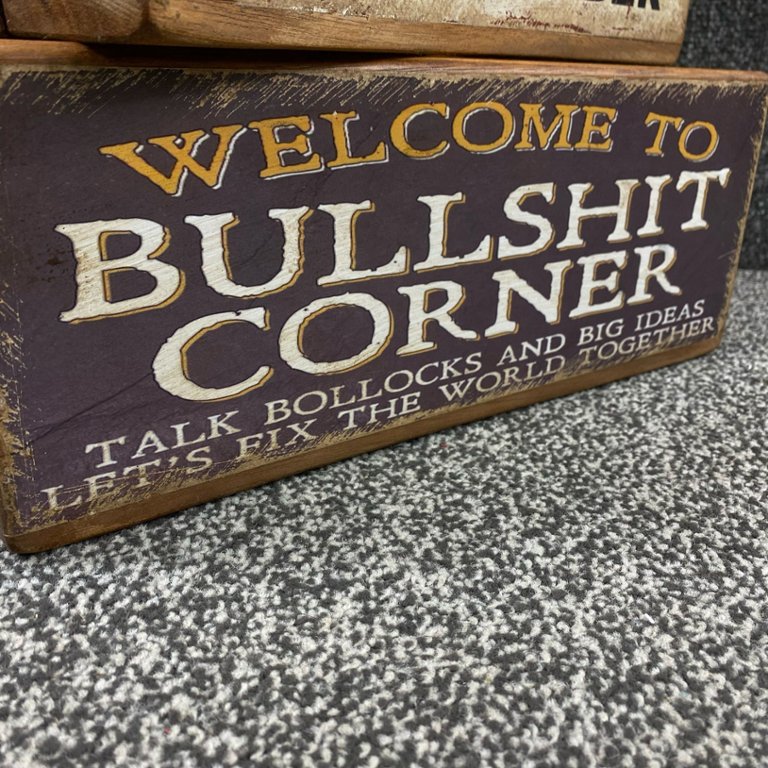 WELCOME TO
BULLSHIT
CORNER
TALK BOLLOCKS AND BIG IDEAS
LET'S FIX THE WORLD TOGETHER